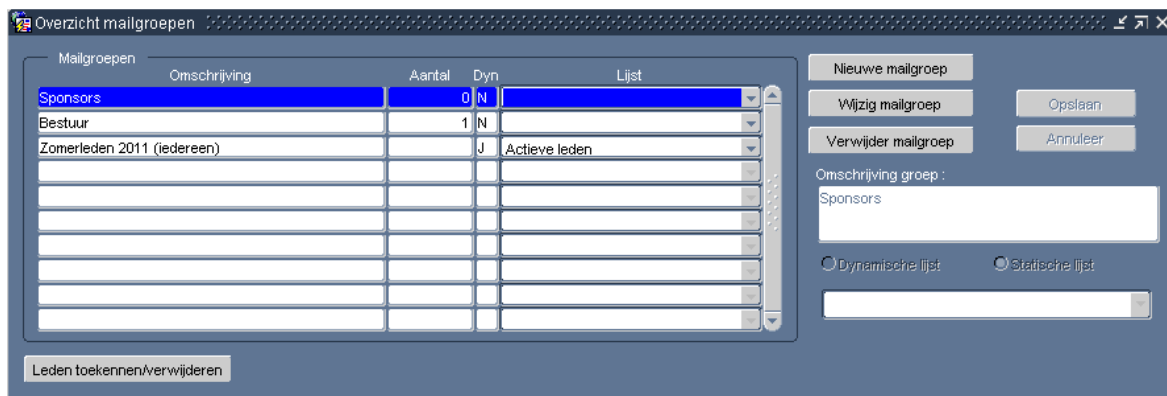 Overzicht mailgroepen
Mailgroepen
Omschrijving Aantal Dyn Lijst
Sponsors 0 N
Bestuur 1 N
Zomerleden 2011 (iedereen) J Actieve leden
Leden toekennen/verwijderen
Nieuwe mailgroep
Wijzig mailgroep Opslaan
Verwijder mailgroep Annuleer
Omschrijving groep :
Sponsors
Dynamische lijst Statische lijst